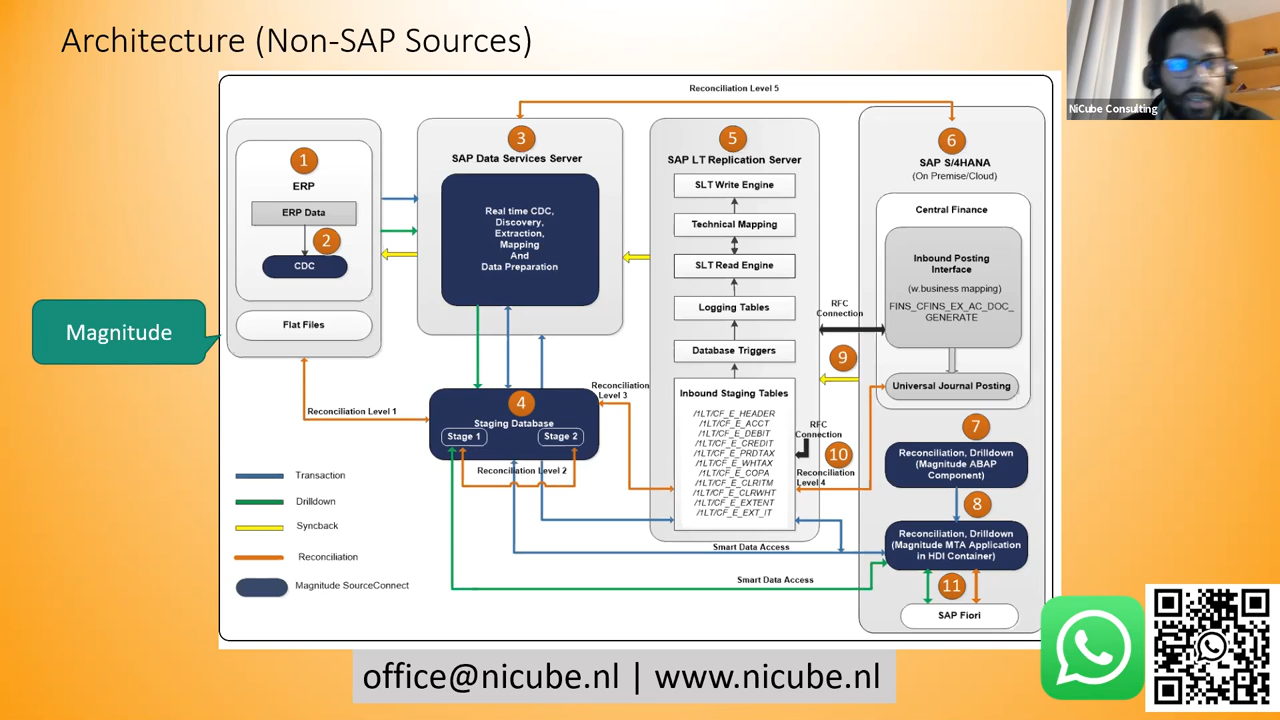 Architecture (Non-SAP Sources)
NiCube Consulting
Reconciliation Level 5
1
ERP
ERP Data
2
CDC
Flat Files
Magnitude
3
SAP Data Services Server
Real time CDC,
Discovery,
Extraction,
Mapping
And
Data Preparation
4
Staging Database
Stage 1
Stage 2
Reconciliation Level 1
Reconciliation Level 2
Reconciliation
Level 3
5
SAP LT Replication Server
SLT Write Engine
Technical Mapping
SLT Read Engine
Logging Tables
Database Triggers
Inbound Staging Tables
/1LT/CF_E_HEADER
/1LT/CF_E_ACCT
/1LT/CF_E_DEBIT
/1LT/CF_E_CREDIT
/1LT/CF_E_PRDTAX
/1LT/CF_E_WHTAX
/1LT/CF_E_COPA
/1LT/CF_E_CLRITM
/1LT/CF_E_CLRWHT
/1LT/CF_E_EXTENT
/1LT/CF_E_EXT_IT
RFC
Connection
9
RFC
Connection
10
Reconciliation
Level 4
6
SAP S/4HANA
(On Premise/Cloud)
Central Finance
Inbound Posting
Interface
(w.business mapping)
FINS_CFINS_EX_AC_DOC_
GENERATE
Universal Journal Posting
7
Reconciliation, Drilldown
(Magnitude ABAP
Component)
8
Reconciliation, Drilldown
(Magnitude MTA Application
in HDI Container)
11
SAP Fiori
Smart Data Access
Smart Data Access
Transaction
Drilldown
Syncback
Reconciliation
Magnitude SourceConnect
office@nicube.nl | www.nicube.nl